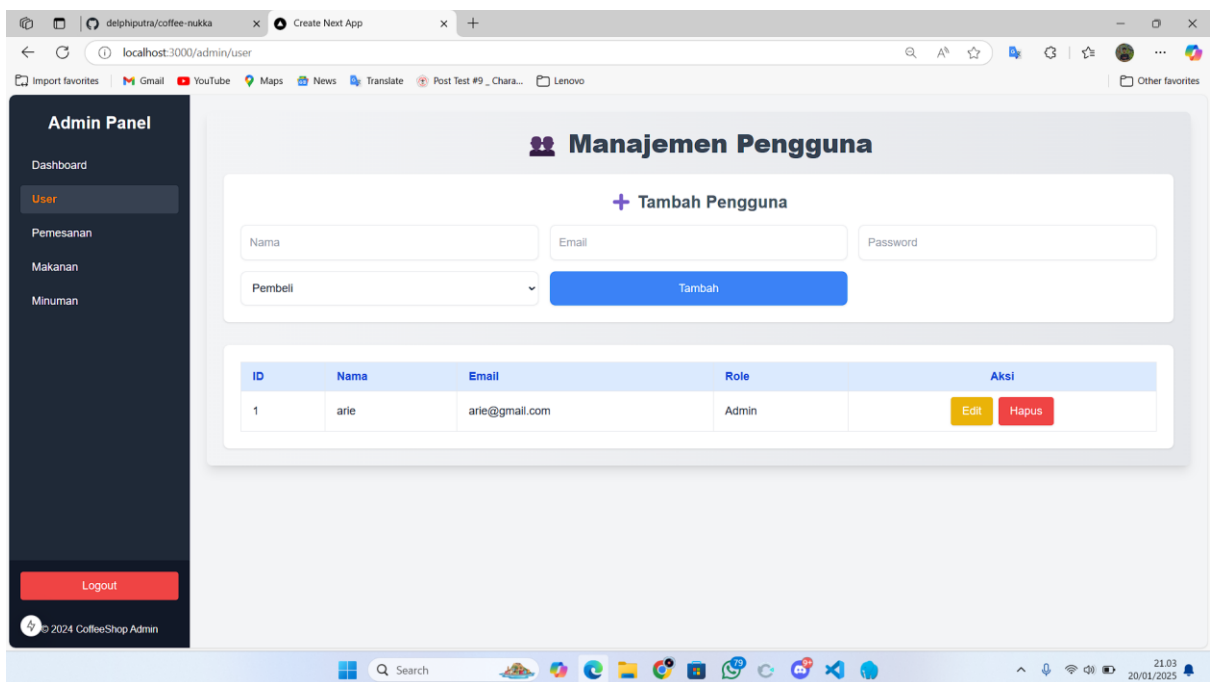 delphiputra/coffee-nukka
Create Next App
localhost:3000/admin/user
Import favorites
Gmail
YouTube
Maps
News
Translate
Post Test #9 _ Chara...
Lenovo
Other favorites
Admin Panel
Dashboard
User
Pemesanan
Makanan
Minuman
Logout
© 2024 CoffeeShop Admin
Manajemen Pengguna
Tambah Pengguna
Nama Email Password
Pembeli Tambah
ID Nama Email Role Aksi
1 arie arie@gmail.com Admin Edit Hapus
Search
79
21.03
20/01/2025